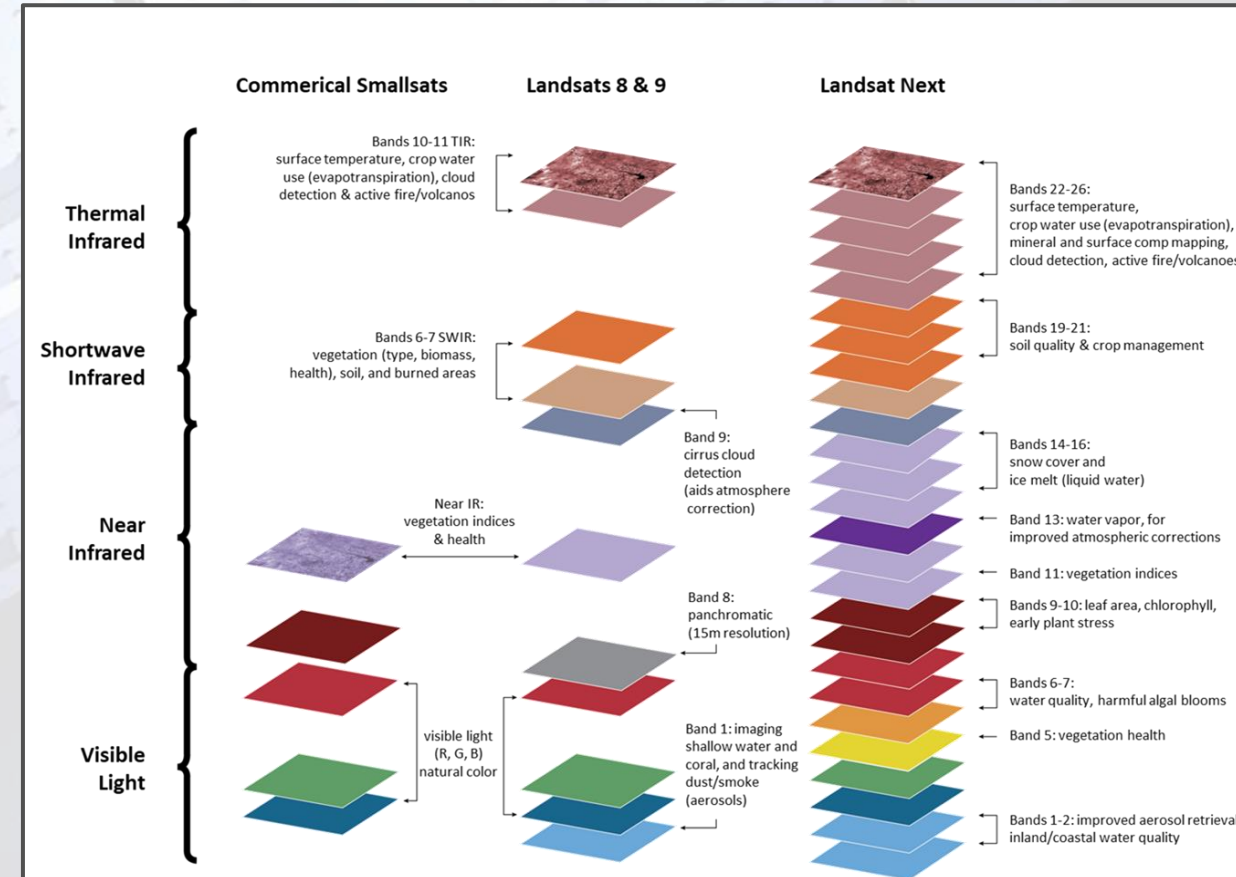 Commerical Smallsats
Landsats 8 & 9
Landsat Next
Thermal
Infrared
Shortwave
Infrared
Near
Infrared
Visible
Light
Bands 10-11 TIR:
surface temperature, crop water
use (evapotranspiration), cloud
detection & active fire/volcanos
Bands 6-7 SWIR:
vegetation (type, biomass,
health), soil, and burned areas
Near IR:
vegetation indices
& health
visible light
(R, G, B)
natural color
Band 9:
cirrus cloud
detection
(aids atmosphere
correction)
Band 8:
panchromatic
(15m resolution)
Band 1: imaging
shallow water and
coral, and tracking
dust/smoke
(aerosols)
Bands 22-26:
surface temperature,
crop water use (evapotranspiration),
mineral and surface comp mapping,
cloud detection, active fire/volcanoes
Bands 19-21:
soil quality & crop management
Bands 14-16:
snow cover and
ice melt (liquid water)
Band 13: water vapor, for
improved atmospheric corrections
Band 11: vegetation indices
Bands 9-10: leaf area, chlorophyll,
early plant stress
Bands 6-7:
water quality, harmful algal blooms
Band 5: vegetation health
Bands 1-2: improved aerosol retrieval
inland/coastal water quality